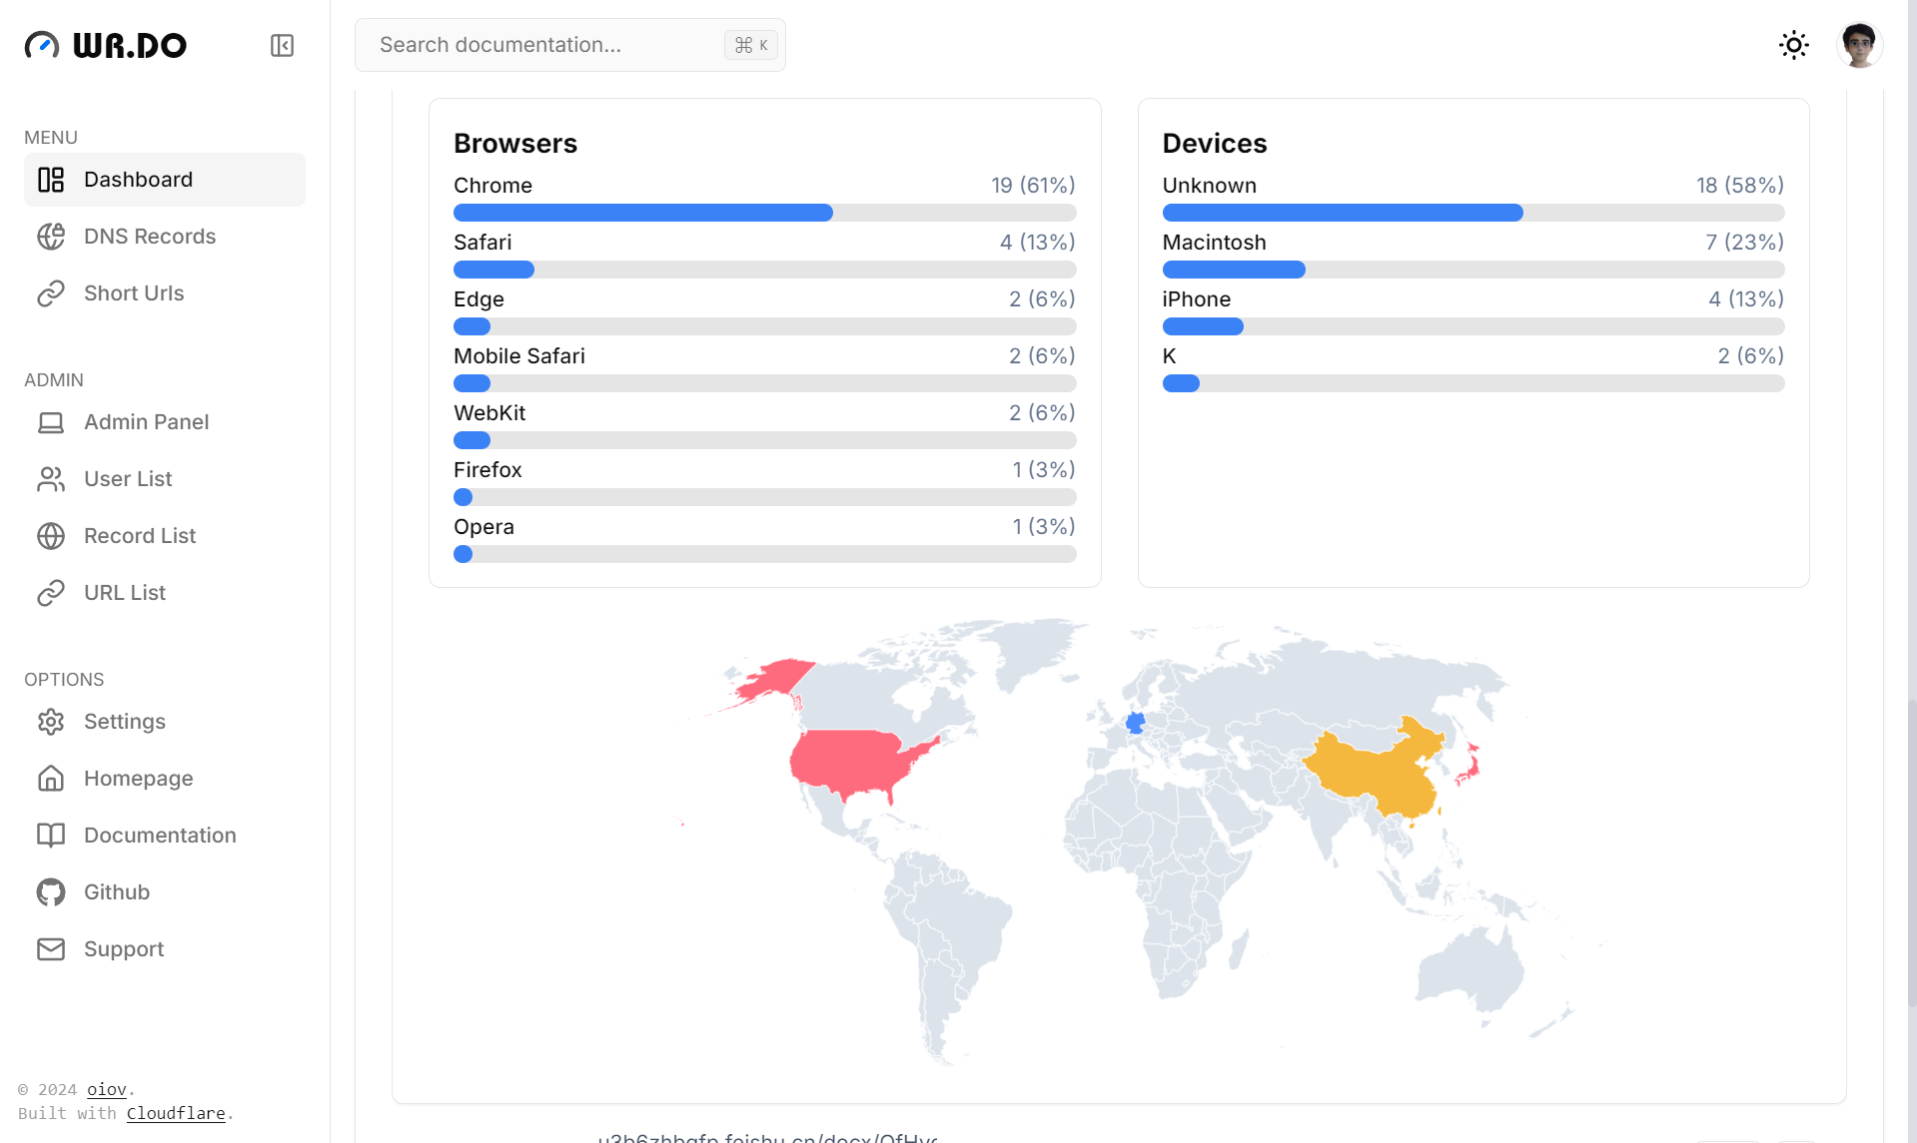 WR.DO
Search documentation...
⌘ K
MENU
Dashboard
DNS Records
Short Urls
ADMIN
Admin Panel
User List
Record List
URL List
OPTIONS
Settings
Homepage
Documentation
Github
Support
© 2024 oiov.
Built with Cloudflare.
Browsers
Chrome 19 (61%)
Safari 4 (13%)
Edge 2 (6%)
Mobile Safari 2 (6%)
WebKit 2 (6%)
Firefox 1 (3%)
Opera 1 (3%)
Devices
Unknown 18 (58%)
Macintosh 7 (23%)
iPhone 4 (13%)
K 2 (6%)